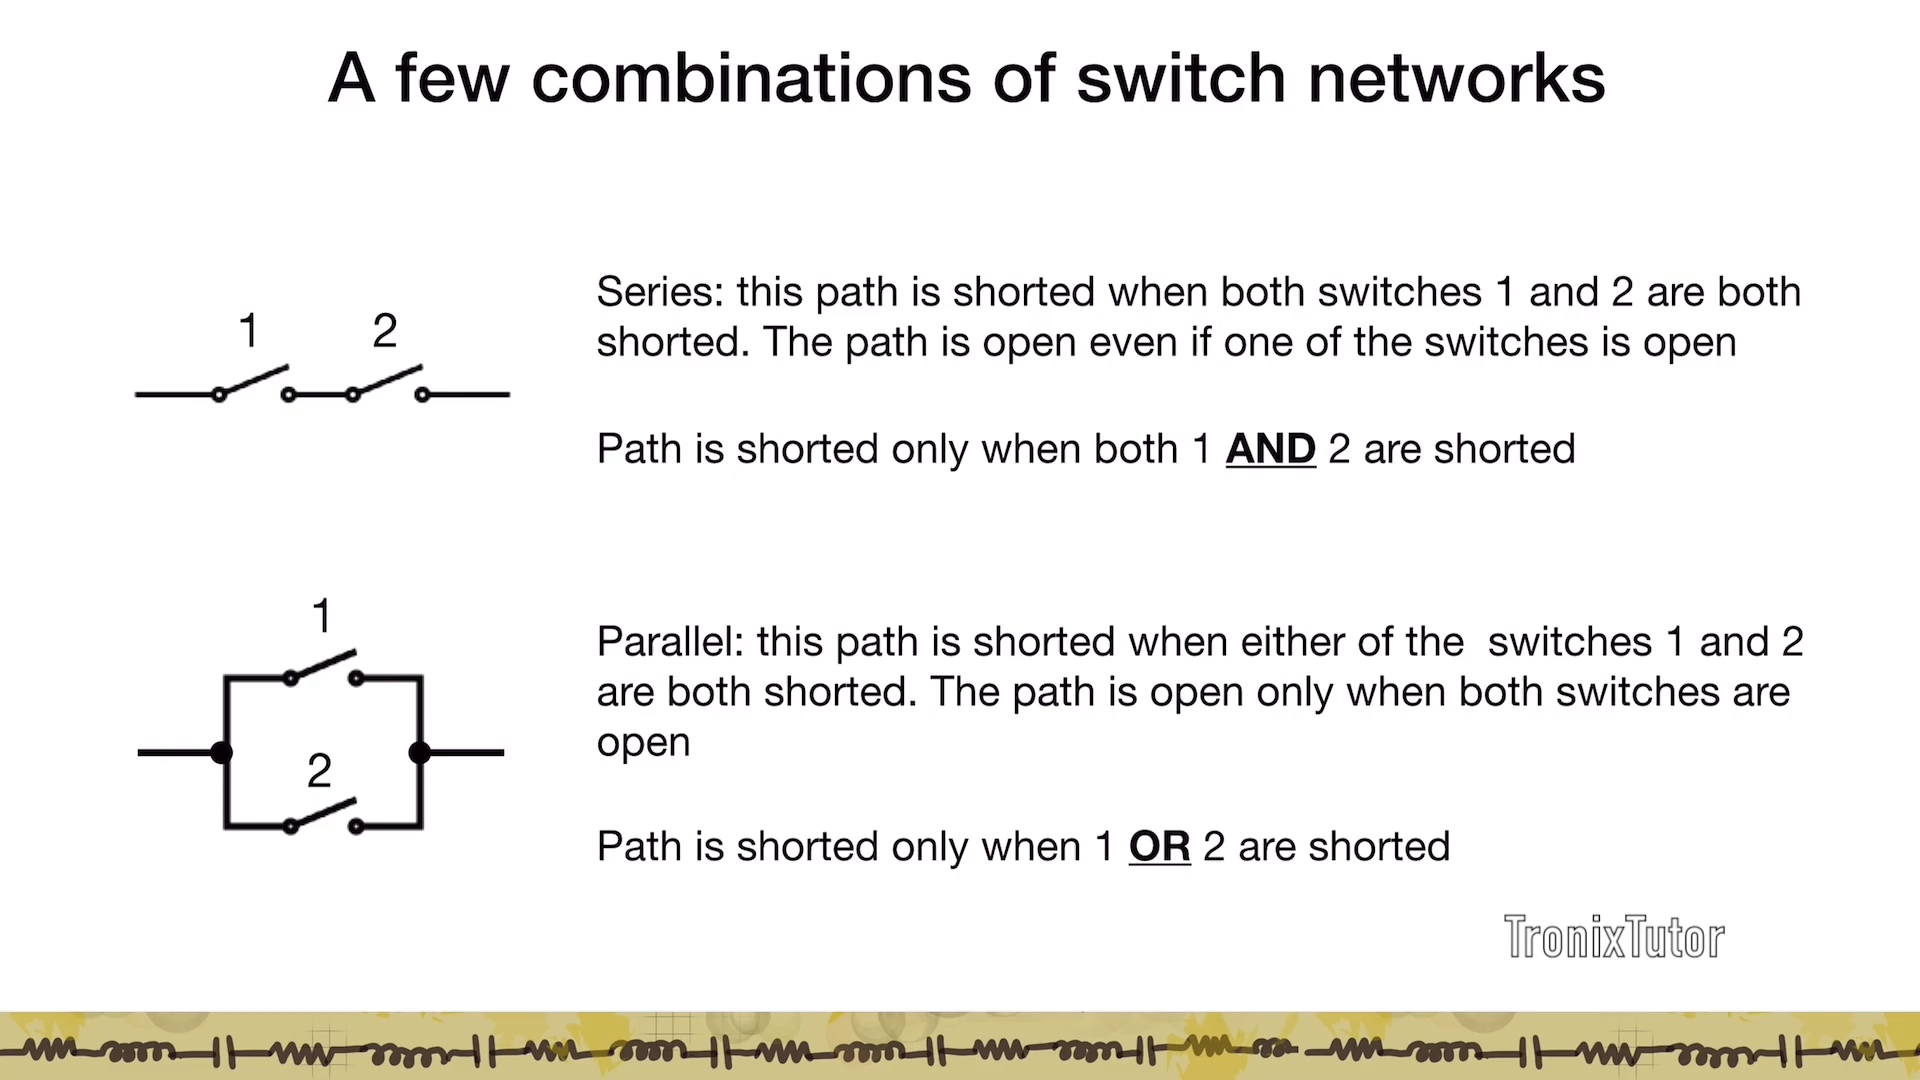 A few combinations of switch networks
1 2
Series: this path is shorted when both switches 1 and 2 are both
shorted. The path is open even if one of the switches is open
Path is shorted only when both 1 AND 2 are shorted
1
2
Parallel: this path is shorted when either of the  switches 1 and 2
are both shorted. The path is open only when both switches are
open
Path is shorted only when 1 OR 2 are shorted
TronixTutor